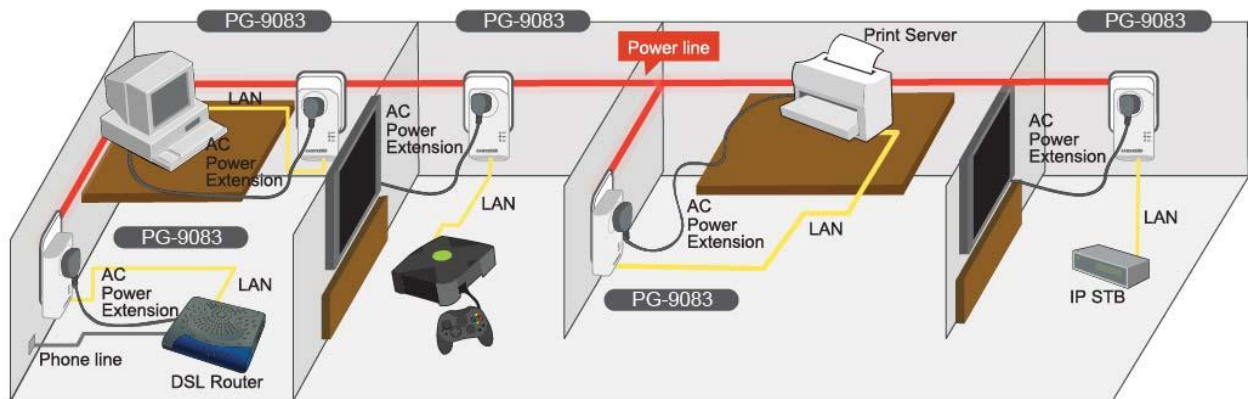 PG-9083
PG-9083
PG-9083
Power line
Print Server
LAN
AC
Power
Extension
AC
Power
Extension
AC
Power
Extension
LAN
AC
Power
Extension
LAN
LAN
PG-9083
AC
Power
Extension
LAN
PG-9083
IP STB
Phone line
DSL Router